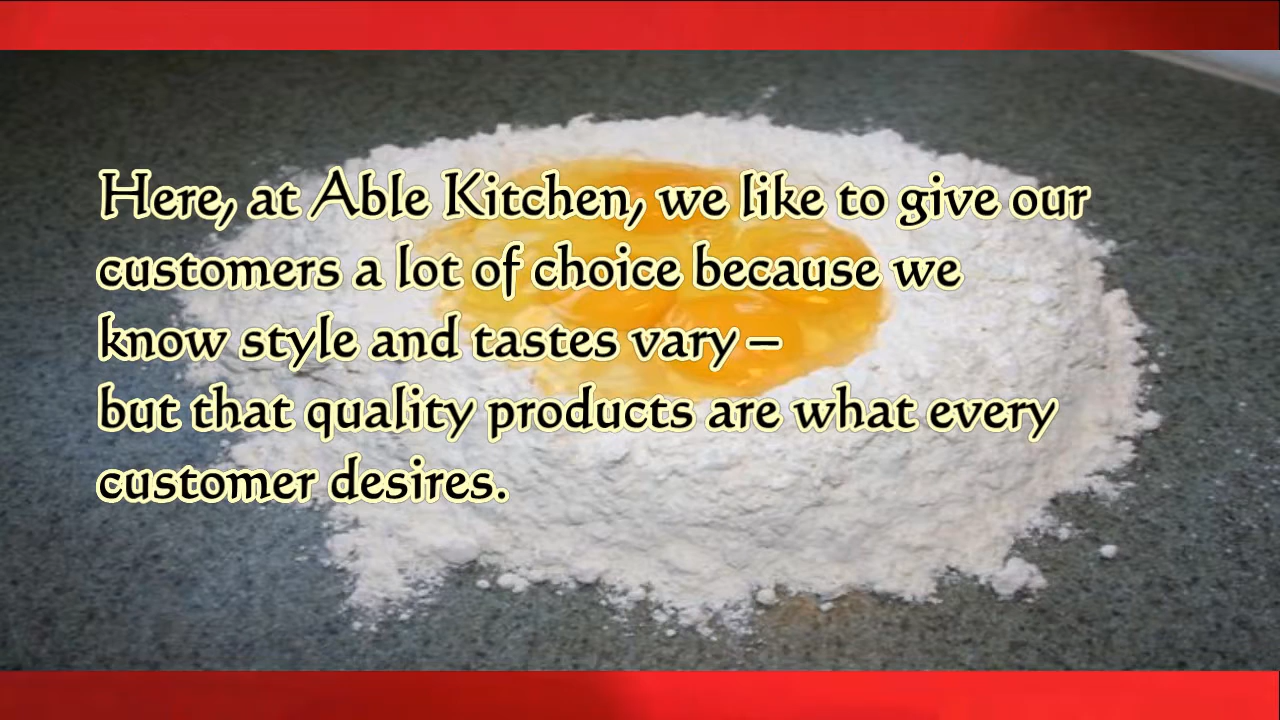 Here, at Able Kitchen, we like to give our
customers a lot of choice because we
know style and tastes vary –
but that quality products are what every
customer desires.